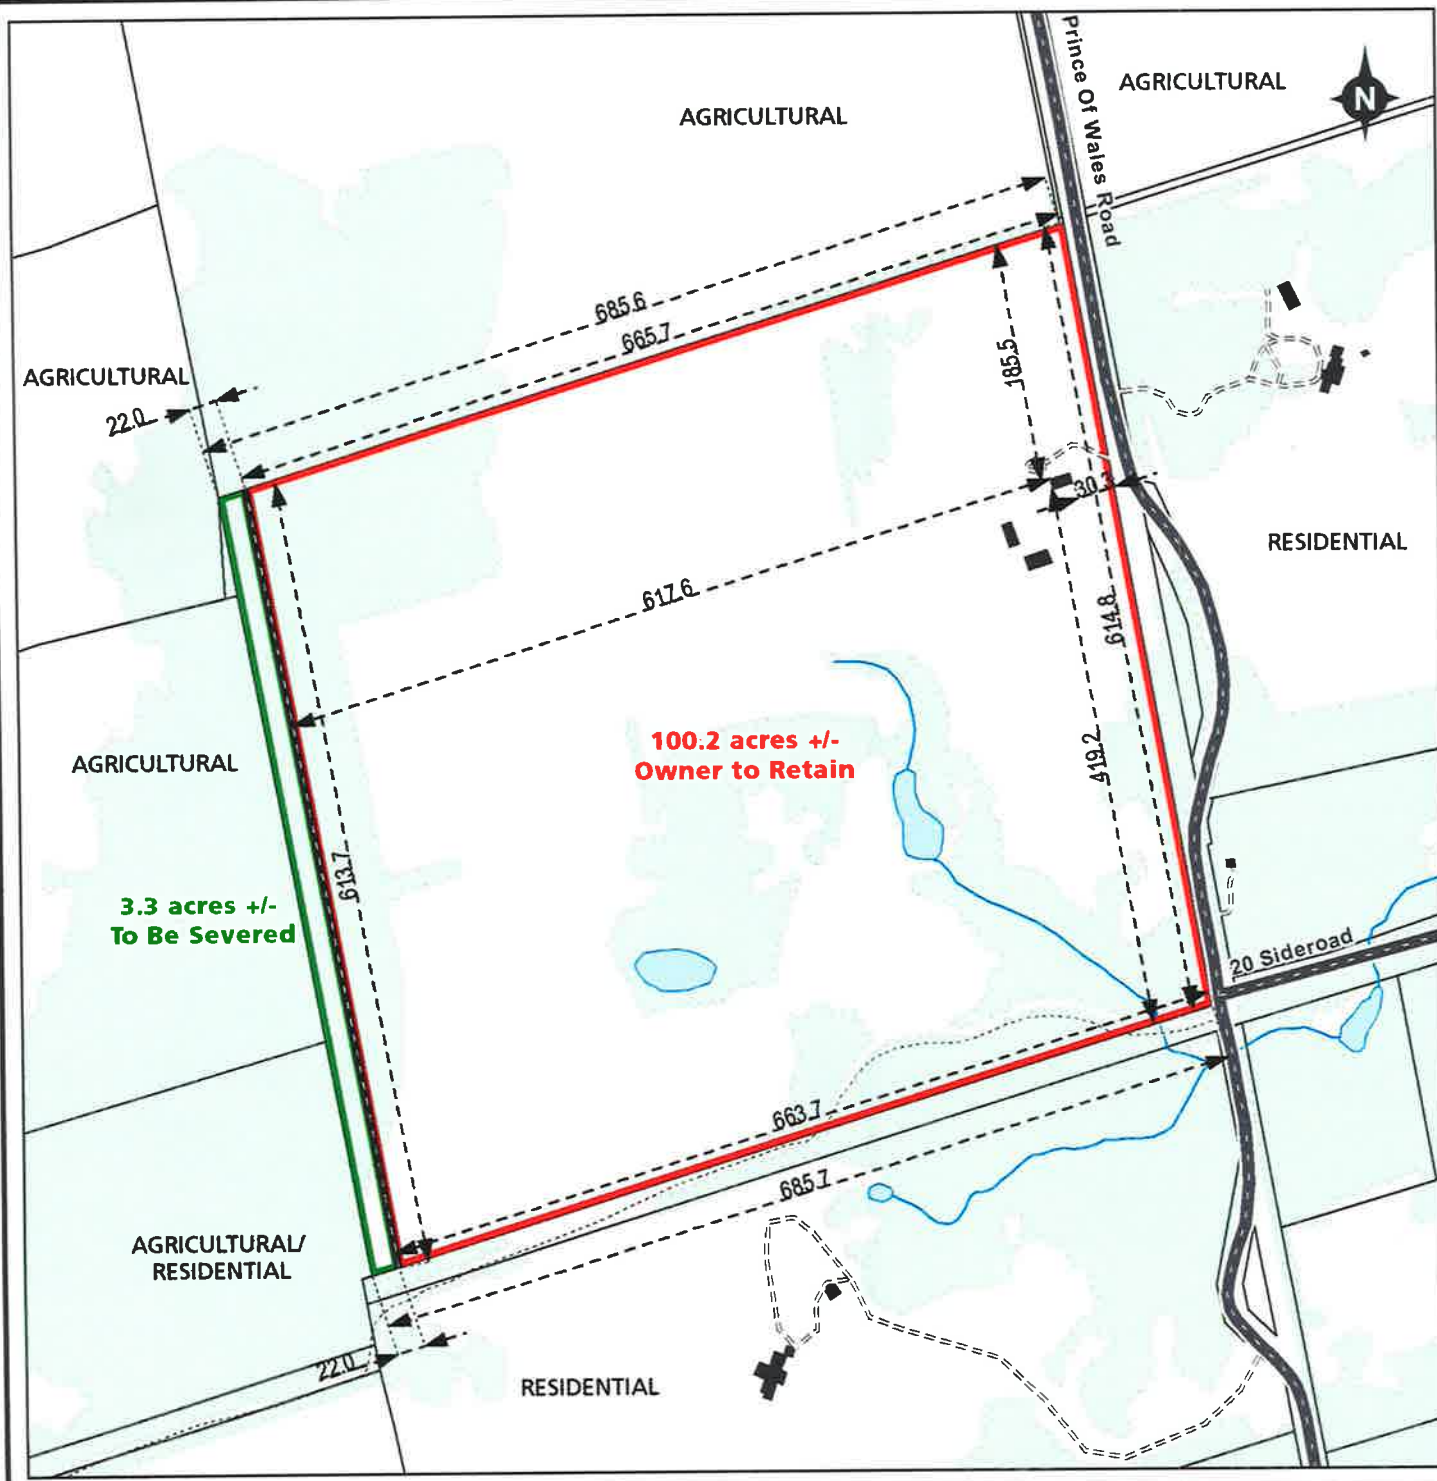 Prince Of Wales Road
AGRICULTURAL
N
AGRICULTURAL
685.6
665.7
185.5
AGRICULTURAL
22.0
30.3
RESIDENTIAL
617.6
614.8
100.2 acres +/-
Owner to Retain
419.2
AGRICULTURAL
613.7
3.3 acres +/-
To Be Severed
20 Sideroad
663.7
685.7
AGRICULTURAL/
RESIDENTIAL
22.0
RESIDENTIAL